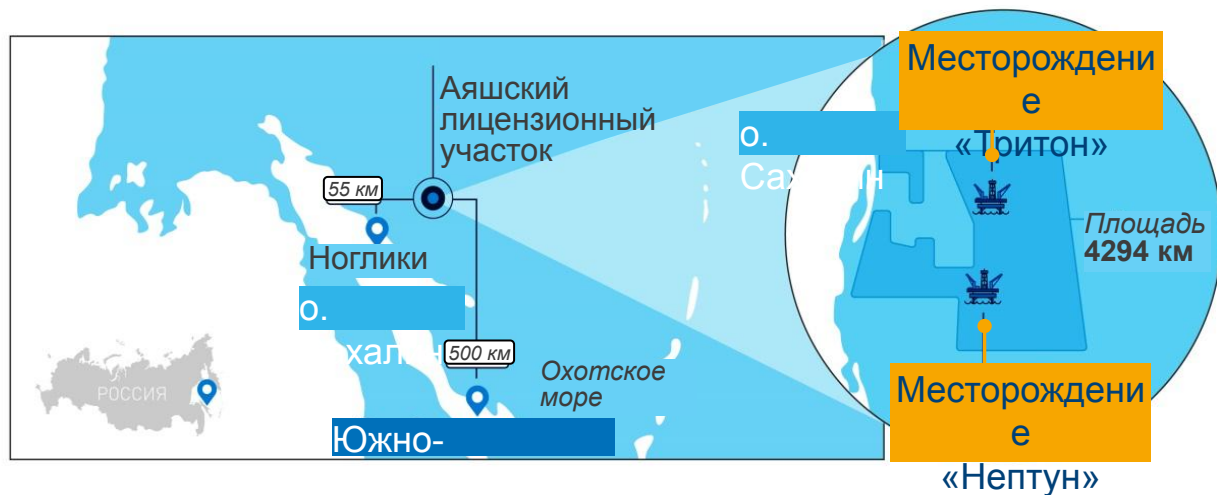 Аяшский
лицензионный
участок
55 км
Ноглики
о.
500 км
Охотское
море
Южно-
РОССИЯ
Месторождени
е
«Тритон»
о.
Площадь
4294 км
Месторождени
е
«Нептун»